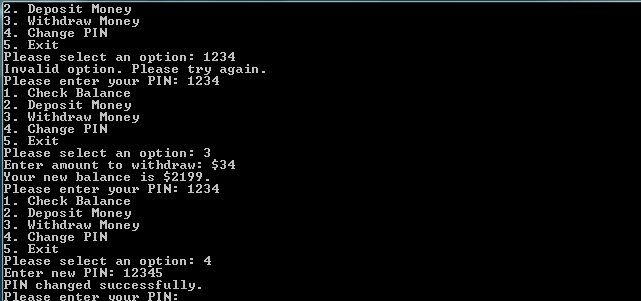 2. Deposit Money
3. Withdraw Money
4. Change PIN
5. Exit
Please select an option: 1234
Invalid option. Please try again.
Please enter your PIN: 1234
1. Check Balance
2. Deposit Money
3. Withdraw Money
4. Change PIN
5. Exit
Please select an option: 3
Enter amount to withdraw: $34
Your new balance is $2199.
Please enter your PIN: 1234
1. Check Balance
2. Deposit Money
3. Withdraw Money
4. Change PIN
5. Exit
Please select an option: 4
Enter new PIN: 12345
PIN changed successfully.
Please enter your PIN: